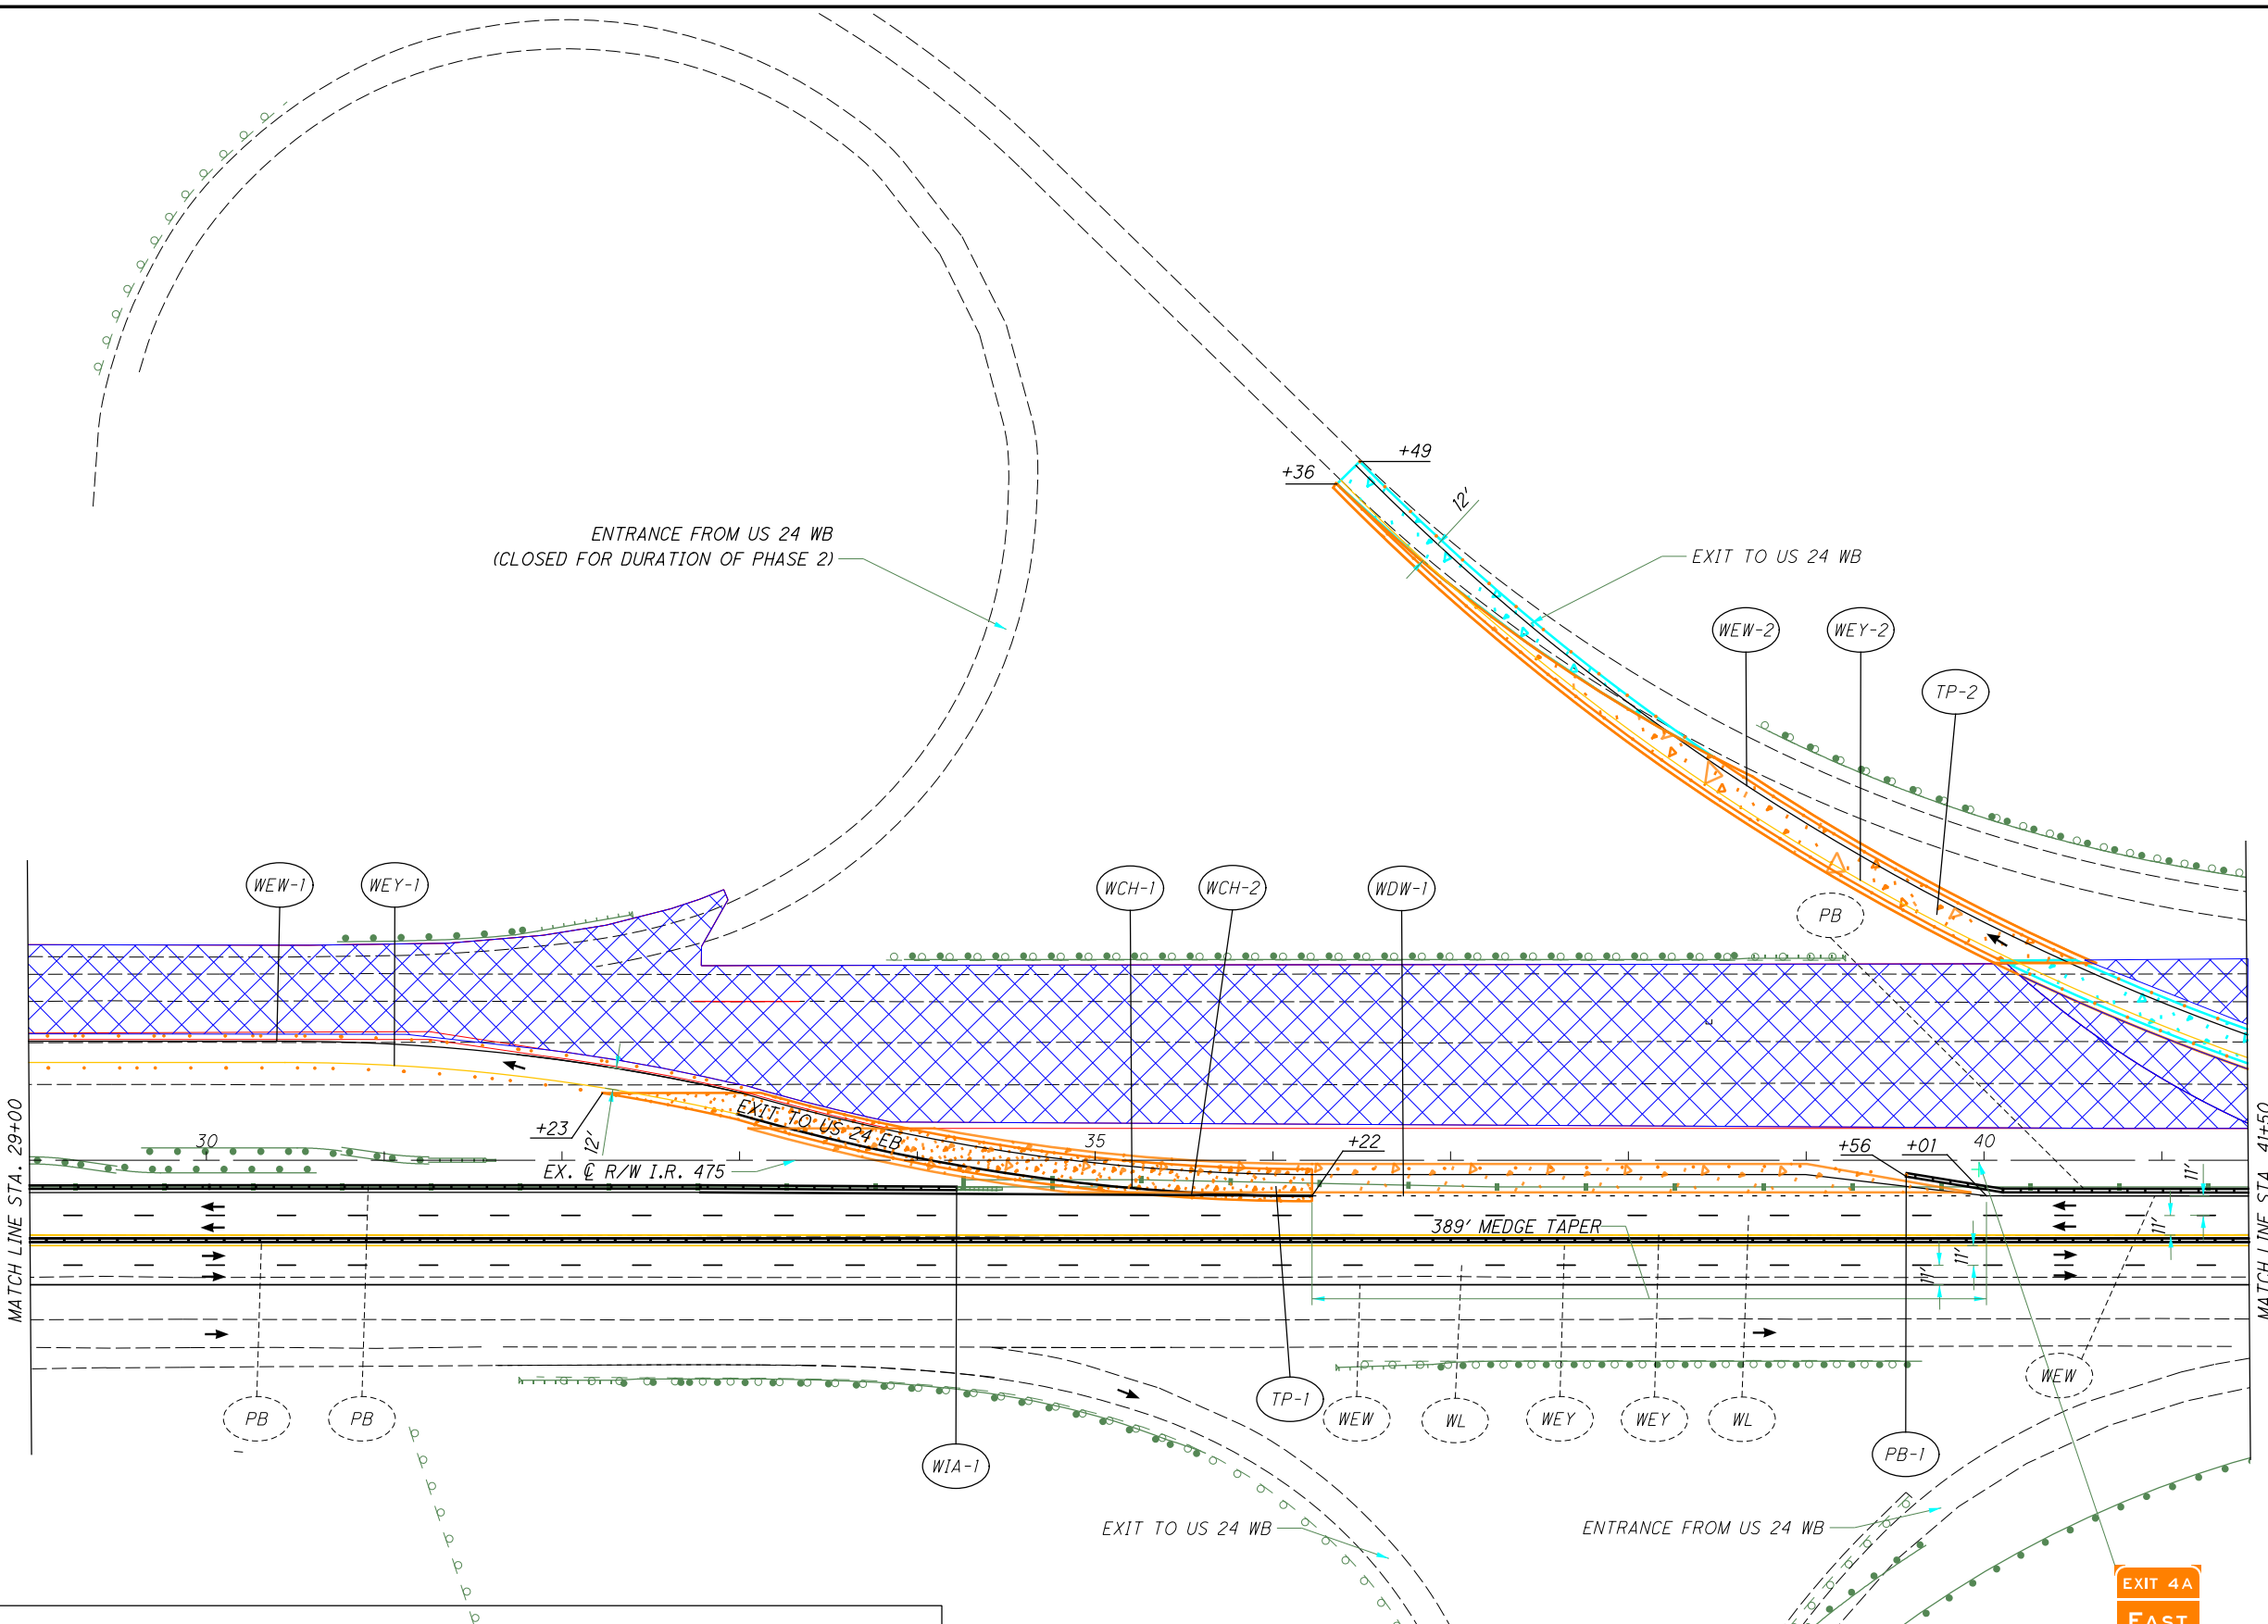 +49
+36
12'
ENTRANCE FROM US 24 WB
(CLOSED FOR DURATION OF PHASE 2)
EXIT TO US 24 WB
WEW-2
WEY-2
TP-2
WEW-1
WEY-1
WCH-1
WCH-2
WDW-1
PB
MATCH LINE STA. 29+00
MATCH LINE STA. 41+50
EXIT TO US 24 EB
+23
12'
30
35
40
+22
+56
+01
EX. ℄ R/W I.R. 475
11'
11'
11'
11'
389' MEDGE TAPER
PB
PB
WIA-1
TP-1
WEW
WL
WEY
WEY
WL
PB-1
WEW
EXIT TO US 24 WB
ENTRANCE FROM US 24 WB
EXIT 4A
EAST